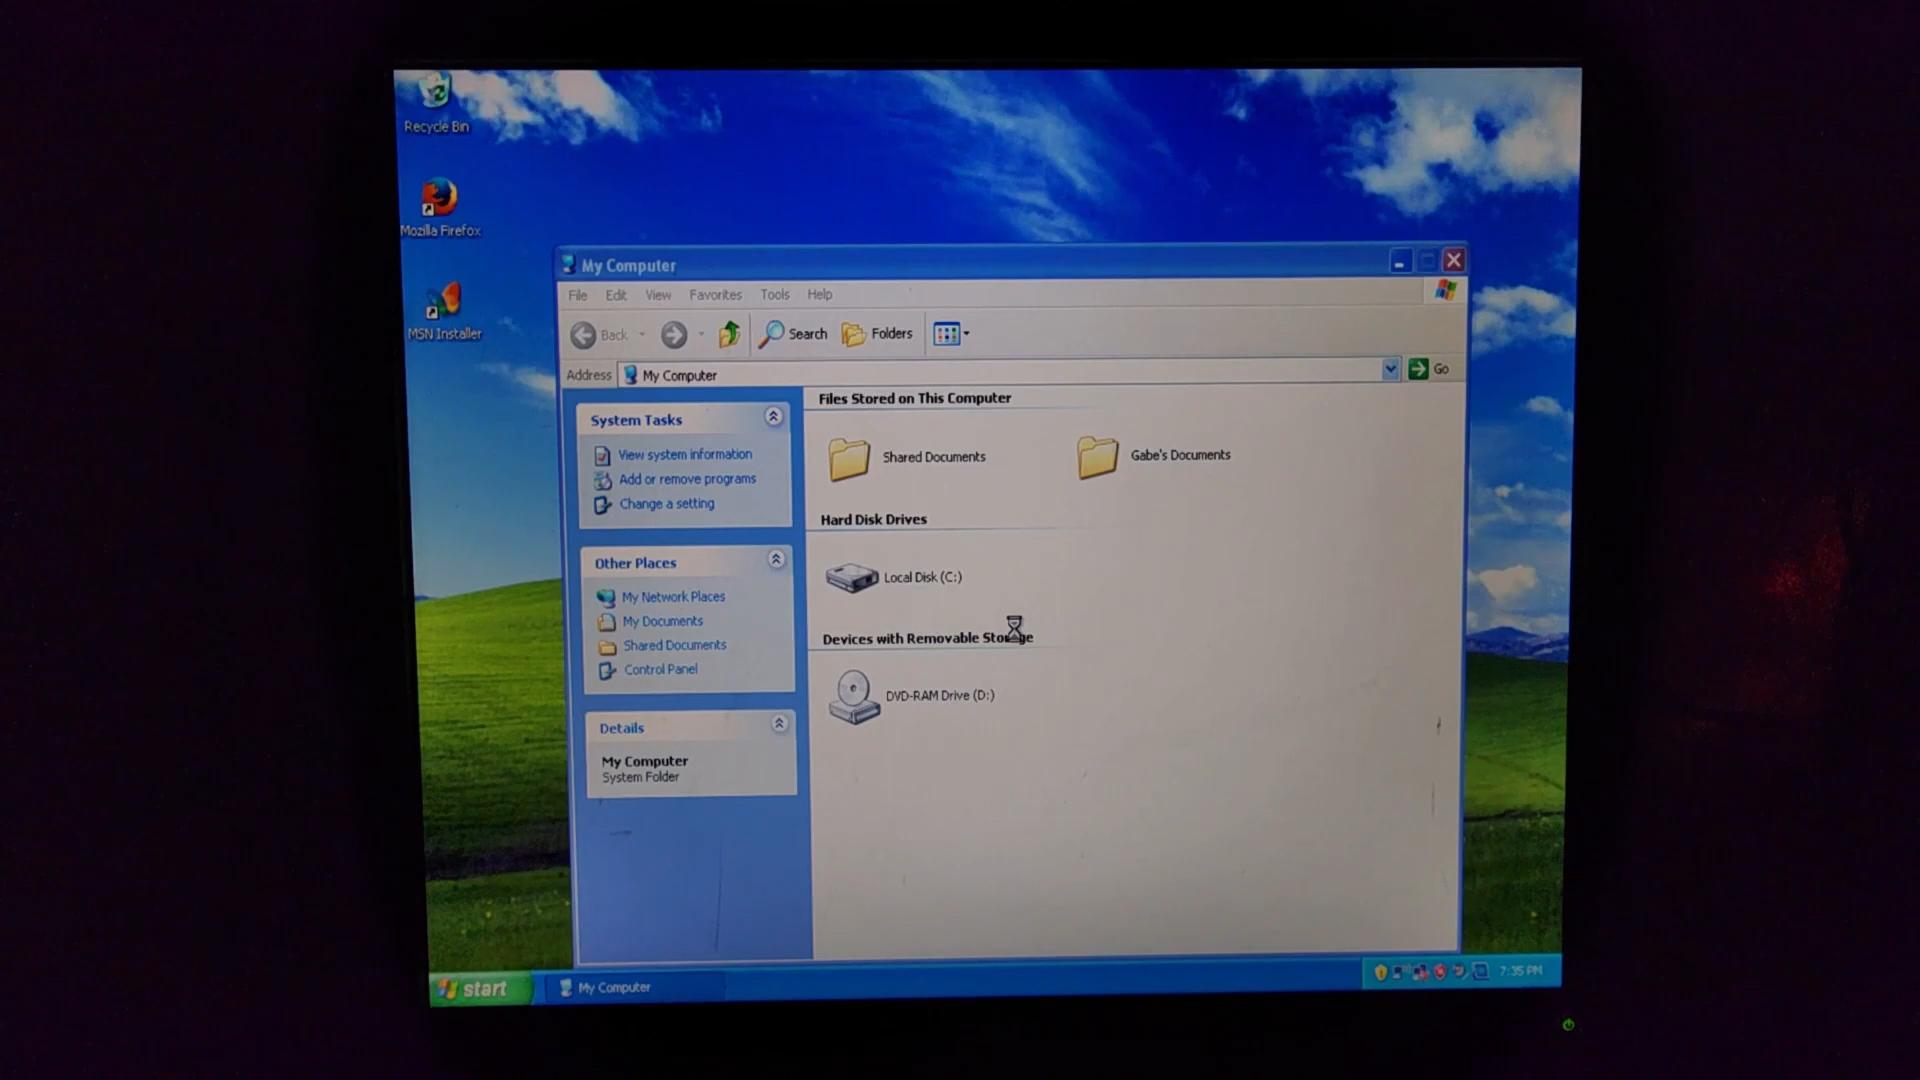 Recycle Bin
Mozilla Firefox
MSN Installer
My Computer
File Edit View Favorites Tools Help
Back Search Folders
Address My Computer Go
System Tasks
View system information
Add or remove programs
Change a setting
Other Places
My Network Places
My Documents
Shared Documents
Control Panel
Details
My Computer
System Folder
Files Stored on This Computer
Shared Documents Gabe's Documents
Hard Disk Drives
Local Disk (C:)
Devices with Removable Storage
DVD-RAM Drive (D:)
start My Computer 7:35 PM